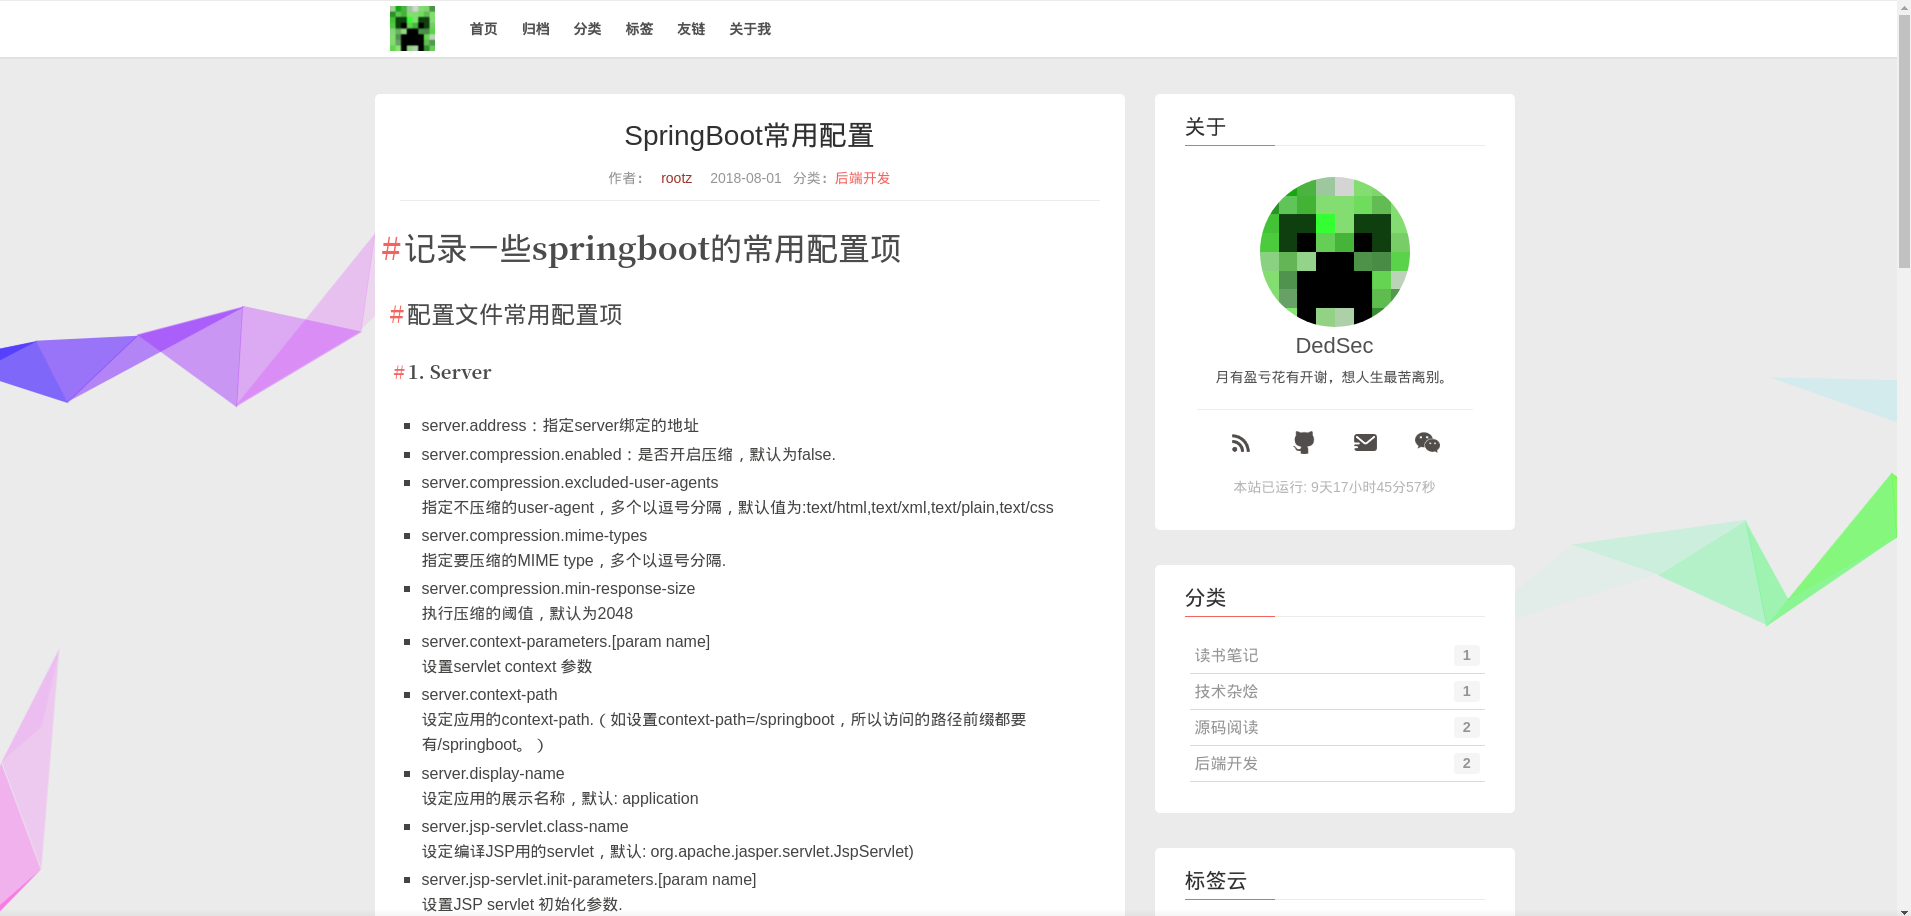 首页 归档 分类 标签 友链 关于我
SpringBoot常用配置
作者： rootz 2018-08-01 分类：后端开发
#记录一些springboot的常用配置项
#配置文件常用配置项
#1. Server
server.address：指定server绑定的地址
server.compression.enabled：是否开启压缩，默认为false.
server.compression.excluded-user-agents
指定不压缩的user-agent，多个以逗号分隔，默认值为:text/html,text/xml,text/plain,text/css
server.compression.mime-types
指定要压缩的MIME type，多个以逗号分隔.
server.compression.min-response-size
执行压缩的阈值，默认为2048
server.context-parameters.[param name]
设置servlet context 参数
server.context-path
设定应用的context-path.（如设置context-path=/springboot，所以访问的路径前缀都要
有/springboot。）
server.display-name
设定应用的展示名称，默认: application
server.jsp-servlet.class-name
设定编译JSP用的servlet，默认: org.apache.jasper.servlet.JspServlet)
server.jsp-servlet.init-parameters.[param name]
设置JSP servlet 初始化参数.
关于
DedSec
月有盈亏花有开谢，想人生最苦离别。
本站已运行: 9天17小时45分57秒
分类
读书笔记 1
技术杂烩 1
源码阅读 2
后端开发 2
标签云